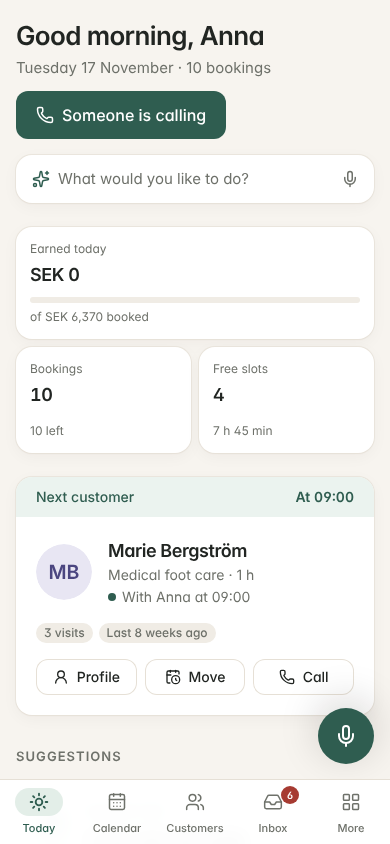 Good morning, Anna
Tuesday 17 November · 10 bookings
Someone is calling
What would you like to do?
Earned today
SEK 0
of SEK 6,370 booked
Bookings
10
10 left
Free slots
4
7 h 45 min
Next customer
At 09:00
MB
Marie Bergström
Medical foot care · 1 h
With Anna at 09:00
3 visits
Last 8 weeks ago
Profile
Move
Call
SUGGESTIONS
6
Today
Calendar
Customers
Inbox
More